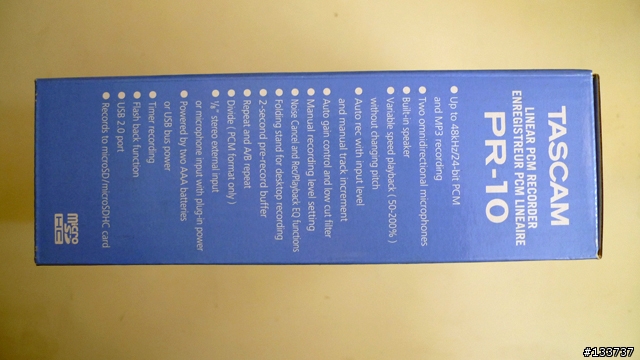 TASCAM
LINEAR PCM RECORDER
ENREGISTREUR PCM LINÉAIRE
PR-10
● Up to 48kHz/24-bit PCM
and MP3 recording
● Two omnidirectional microphones
● Built-in speaker
● Variable speed playback ( 50-200% )
without changing pitch
● Auto rec with input level
and manual track increment
● Auto gain control and low cut filter
● Manual recording level setting
● Noise Cancel and Rec/Playback EQ functions
● Folding stand for desktop recording
● 2-second pre-record buffer
● Repeat and A/B repeat
● Divide ( PCM format only )
● ⅛" stereo external input
or microphone input with plug-in power
● Powered by two AAA batteries
or USB bus power
● Timer recording
● Flash back function
● USB 2.0 port
● Records to microSD/microSDHC card
micro
SD
HC
#133737